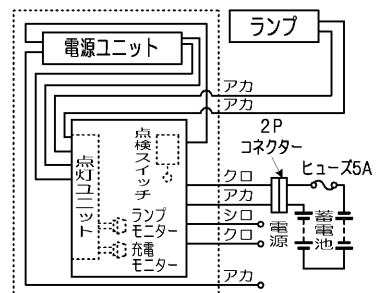 電源ユニット
ランプ
アカ
アカ
2P
コネクター
ヒューズ5A
点検スイッチ
点灯ユニット
クロ
アカ
シロ
クロ
電源
蓄電池
ランプ
モニター
充電
モニター
アカ